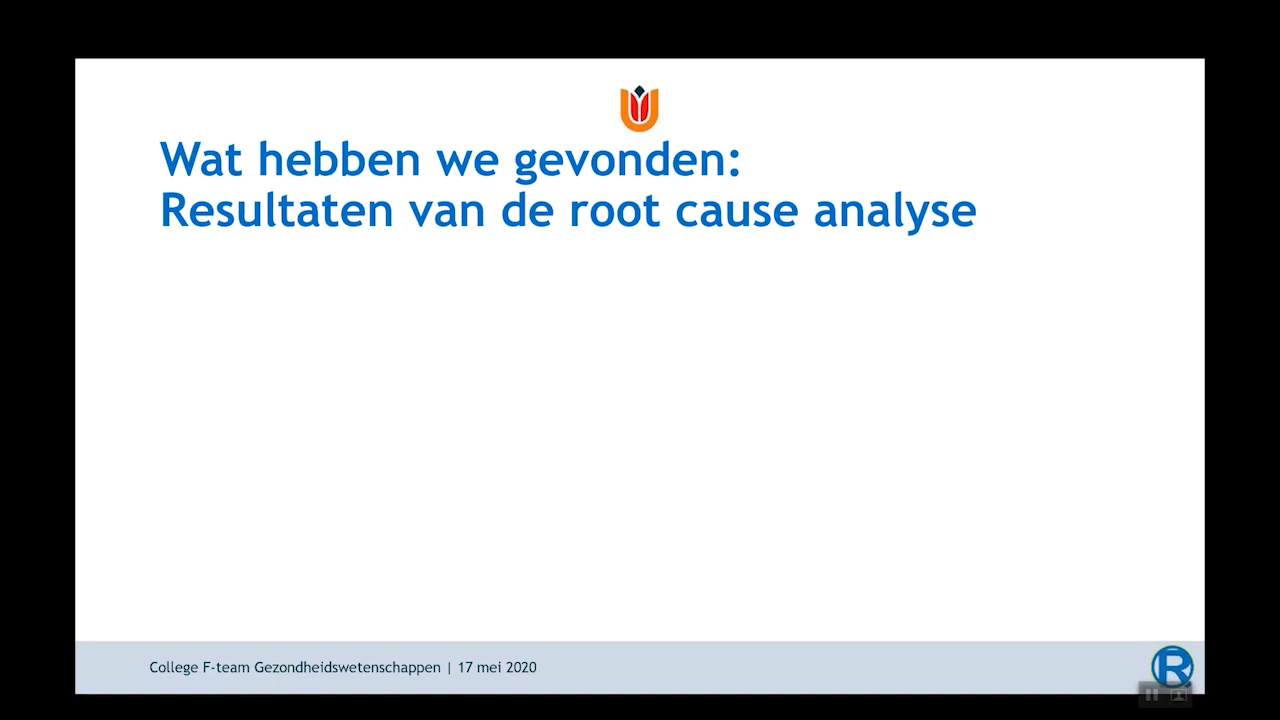 Wat hebben we gevonden:
Resultaten van de root cause analyse
College F-team Gezondheidswetenschappen | 17 mei 2020
R